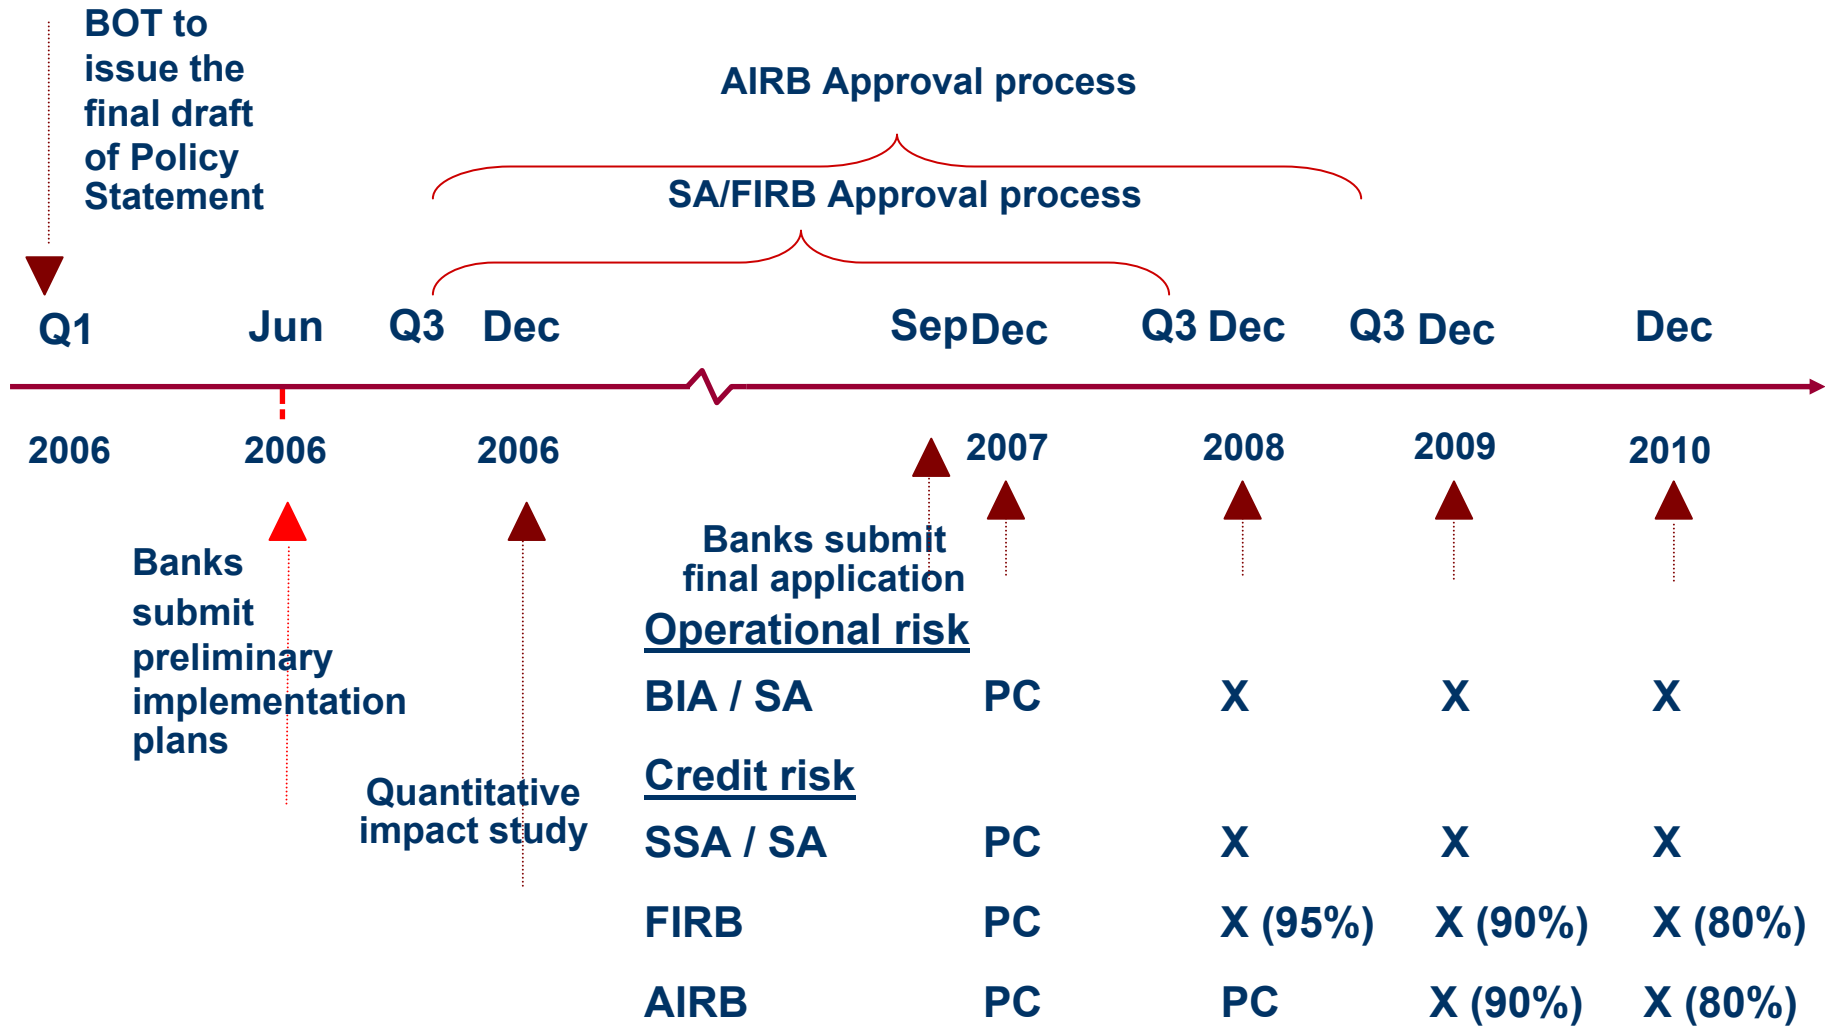 BOT to
issue the
final draft
of Policy
Statement
AIRB Approval process
SA/FIRB Approval process
Q1 Jun Q3 Dec Sep Dec Q3 Dec Q3 Dec Dec
2006 2006 2006 2007 2008 2009 2010
Banks
submit
preliminary
implementation
plans
Quantitative
impact study
Banks submit
final application
Operational risk
BIA / SA PC X X X
Credit risk
SSA / SA PC X X X
FIRB PC X (95%) X (90%) X (80%)
AIRB PC PC X (90%) X (80%)